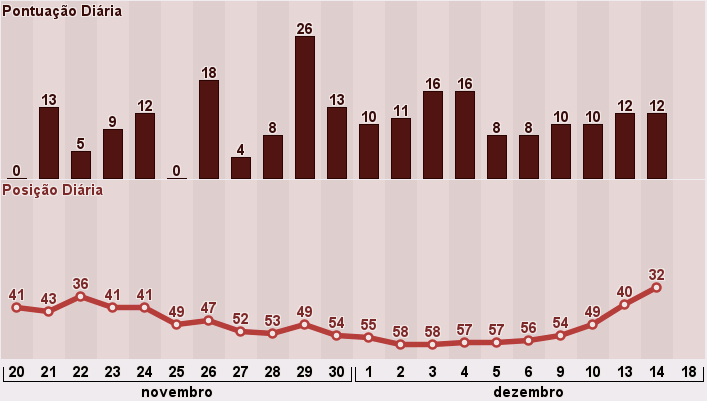 Pontuação Diária
0 13 5 9 12 0 18 4 8 26 13 10 11 16 16 8 8 10 10 12 12
Posição Diária
41 43 36 41 41 49 47 52 53 49 54 55 58 58 57 57 56 54 49 40 32
20 21 22 23 24 25 26 27 28 29 30 1 2 3 4 5 6 9 10 13 14 18
novembro dezembro